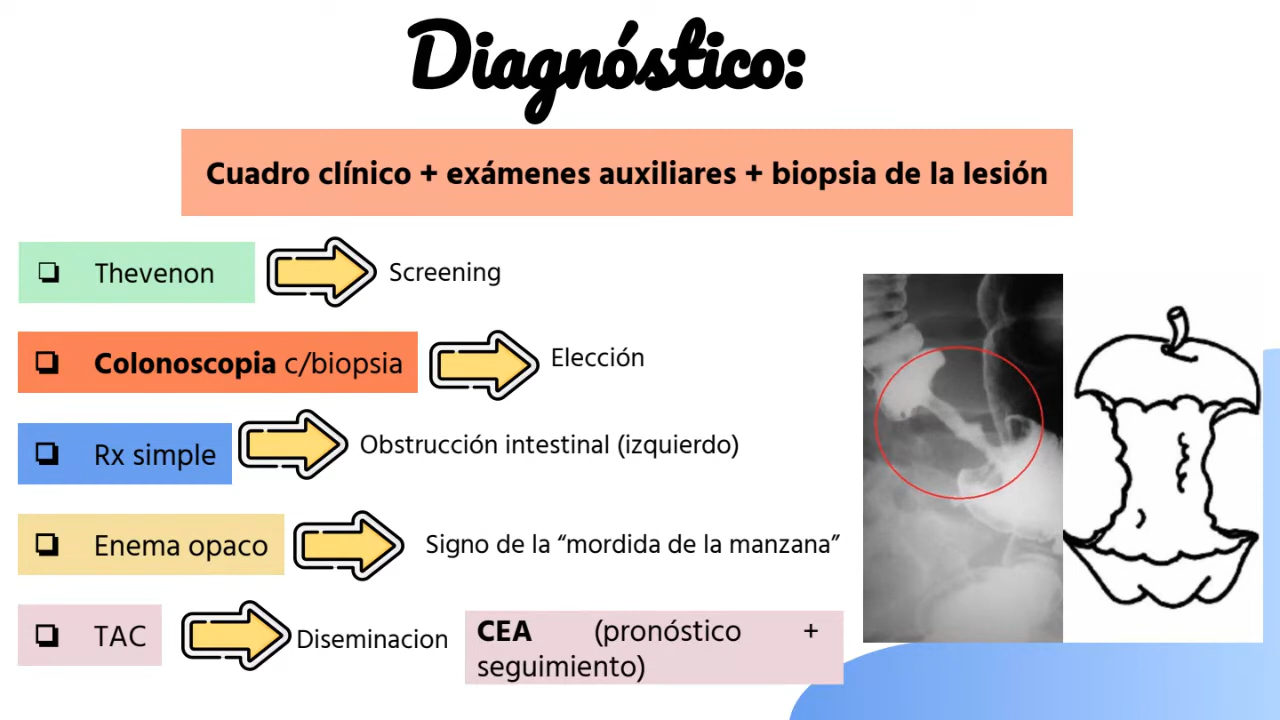 Diagnóstico:
Cuadro clínico + exámenes auxiliares + biopsia de la lesión
❏ Thevenon
Screening
❏ Colonoscopia c/biopsia
Elección
❏ Rx simple
Obstrucción intestinal (izquierdo)
❏ Enema opaco
Signo de la “mordida de la manzana”
❏ TAC
Diseminacion
CEA (pronóstico +
seguimiento)